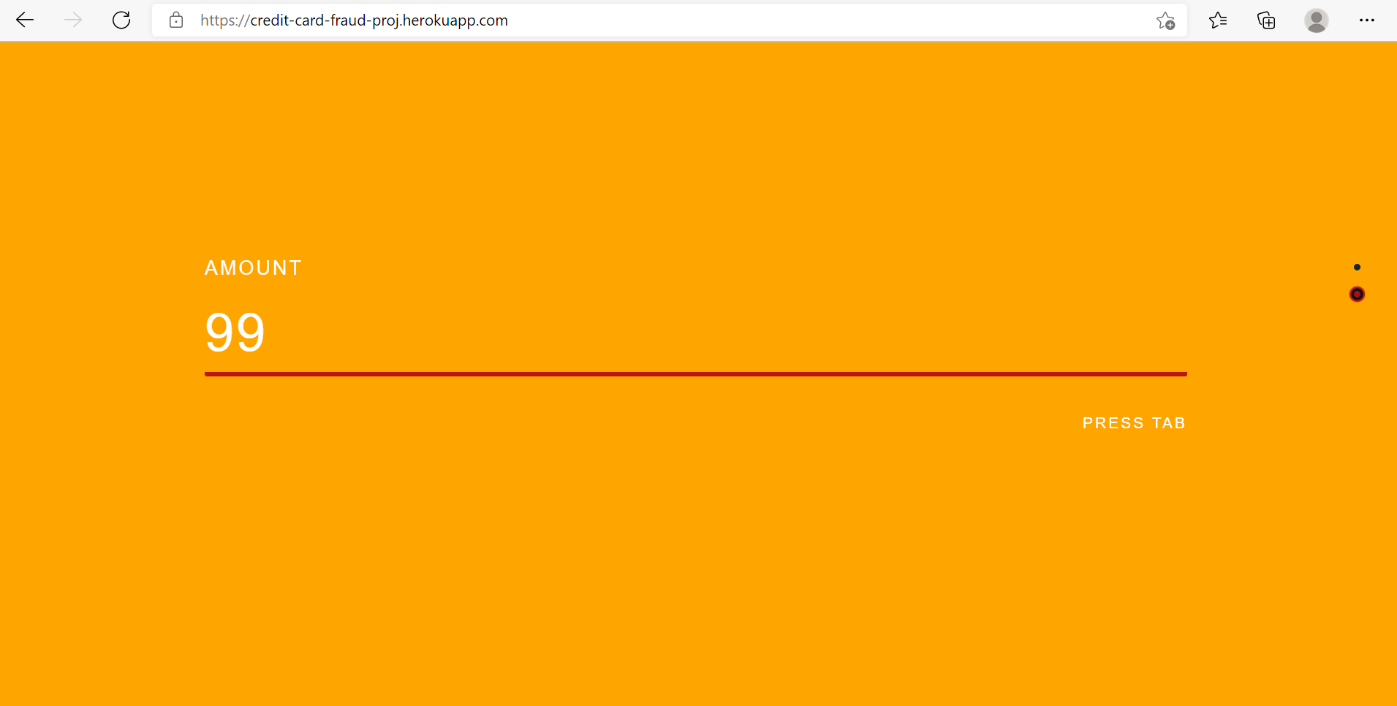 https://credit-card-fraud-proj.herokuapp.com
AMOUNT
99
PRESS TAB